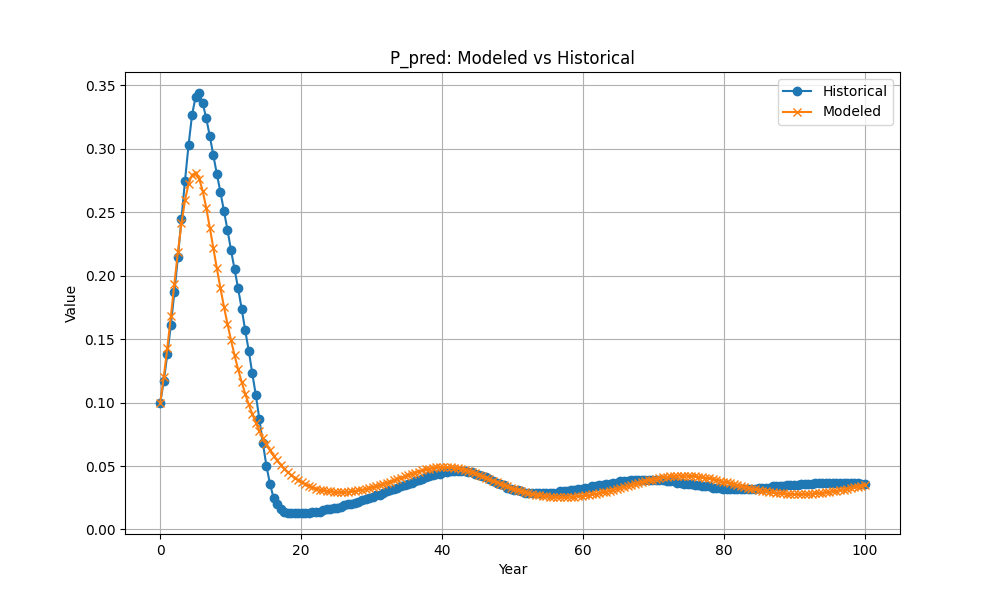 P_pred: Modeled vs Historical
Historical
Modeled
0.35
0.30
0.25
0.20
0.15
0.10
0.05
0.00
Value
0 20 40 60 80 100
Year